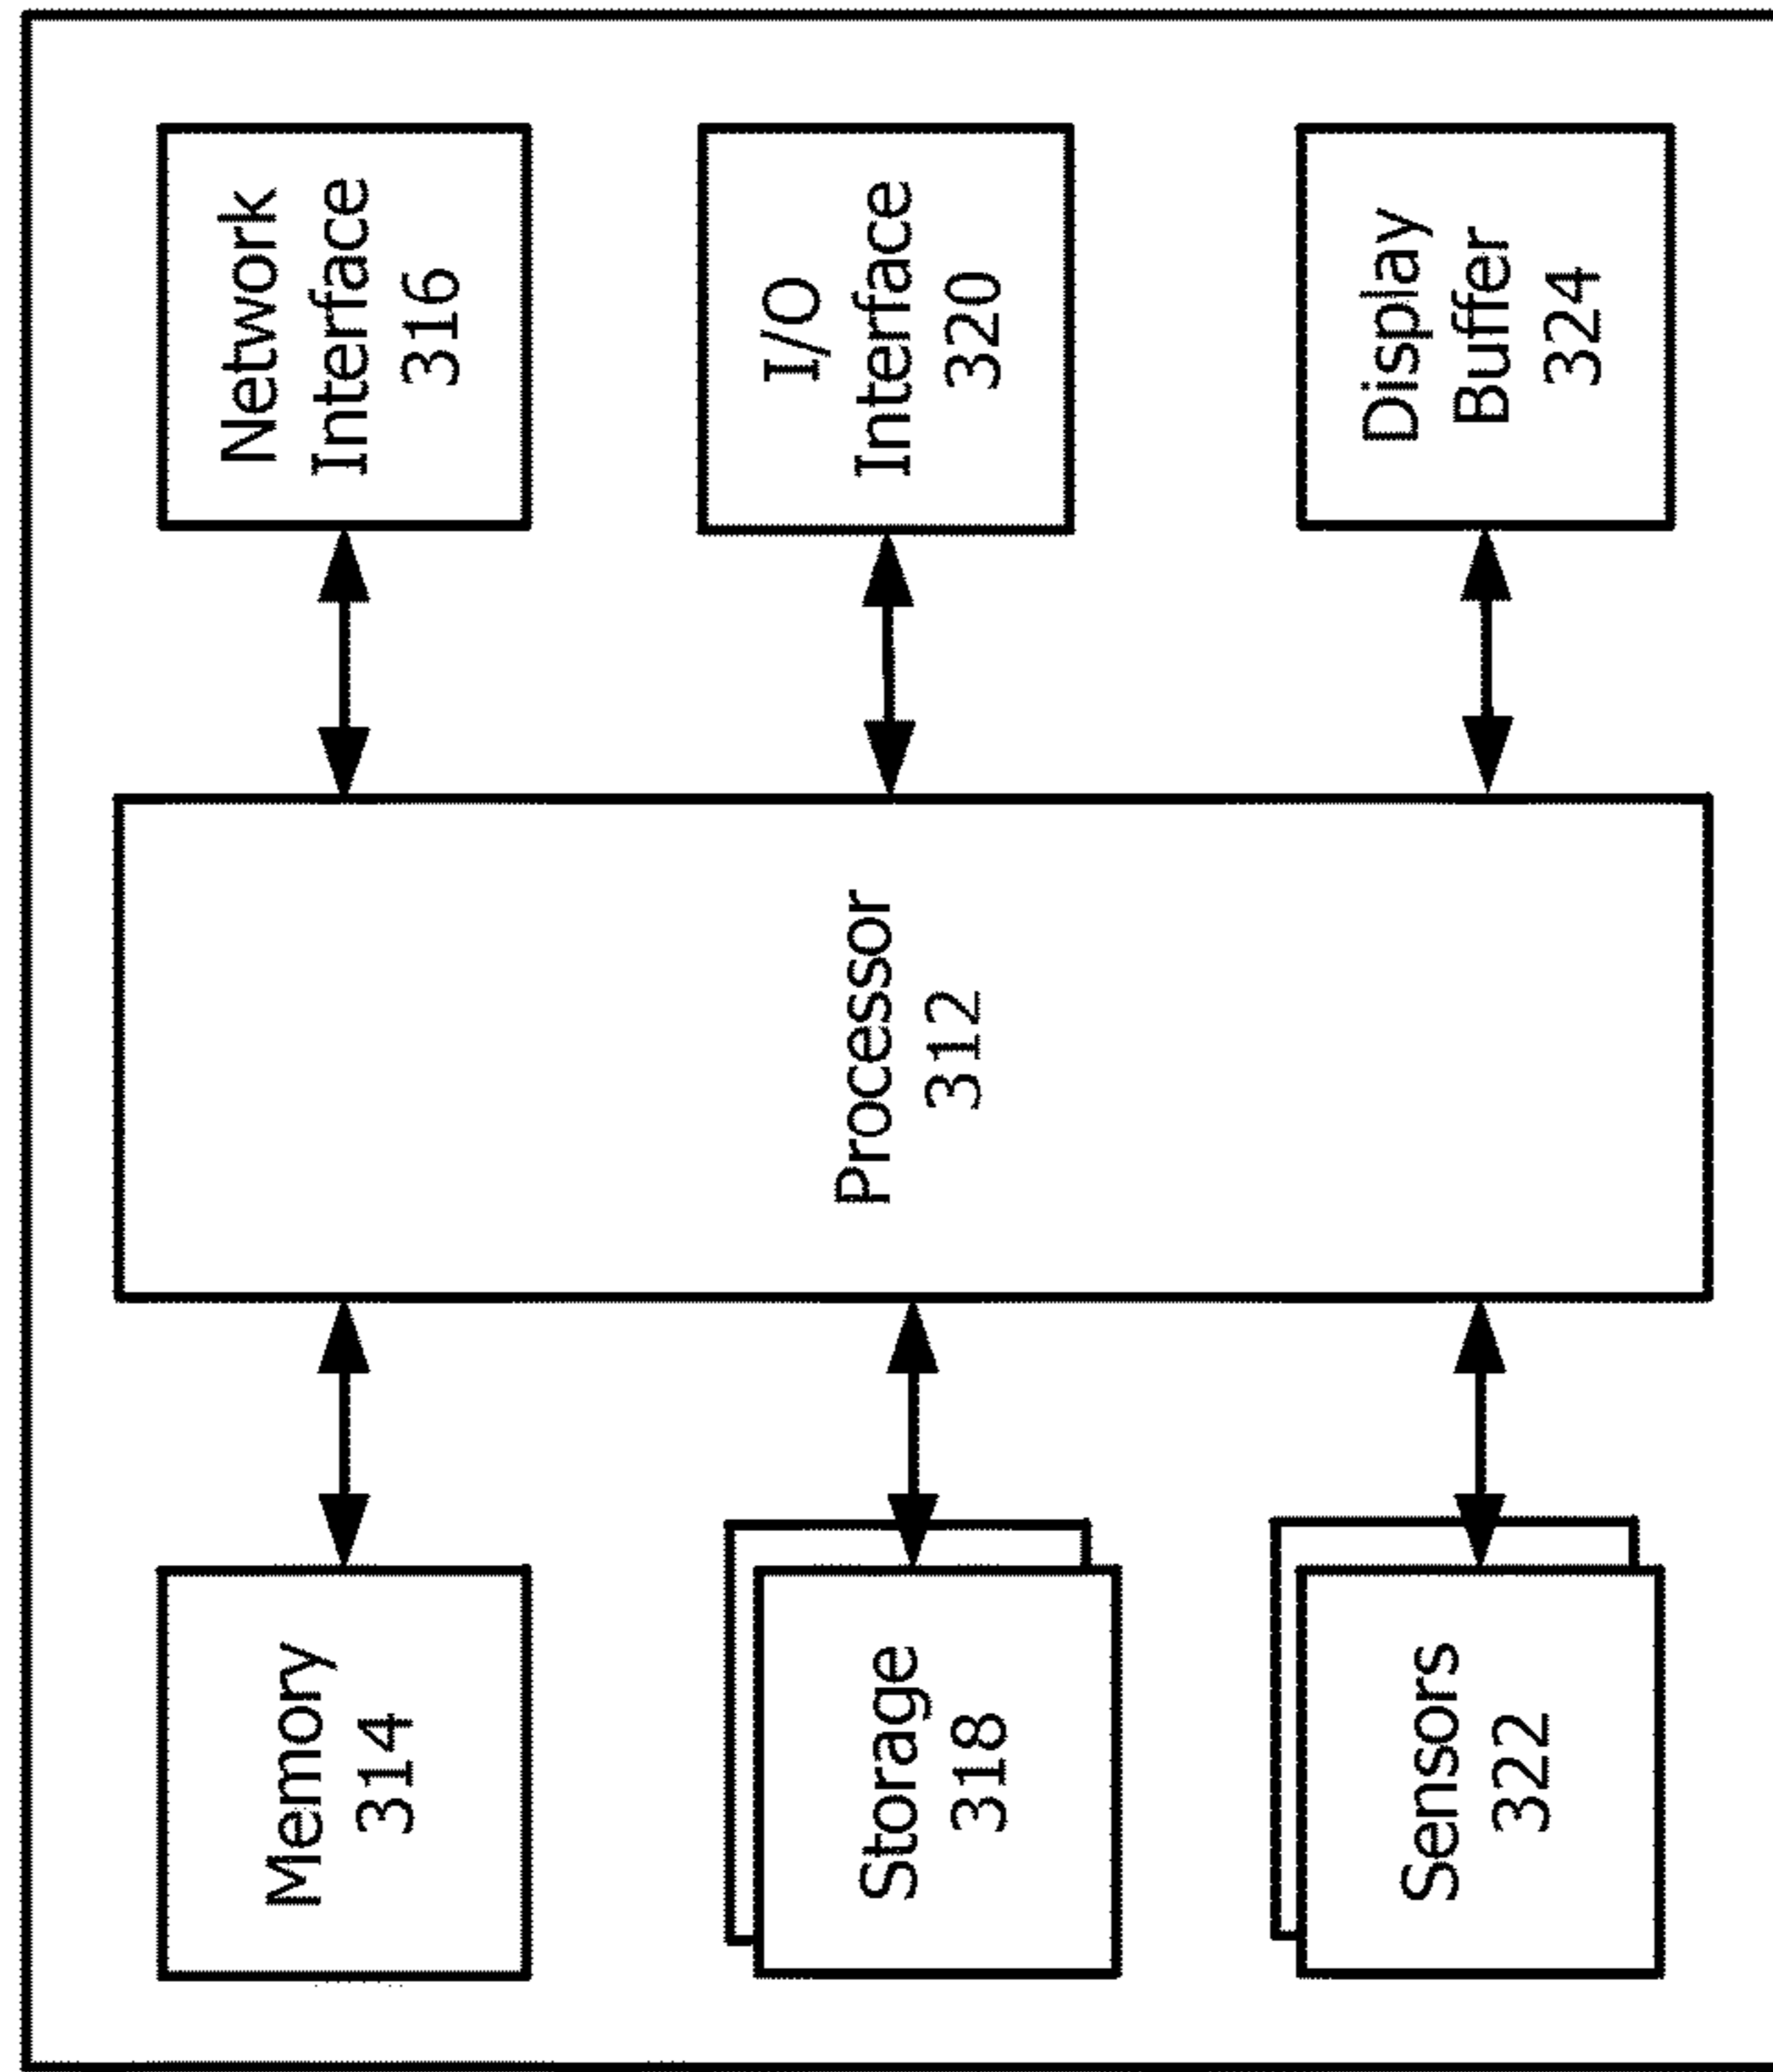 Memory
314
Processor
312
Network
Interface
316
Storage
318
I/O
Interface
320
Sensors
322
Display
Buffer
324